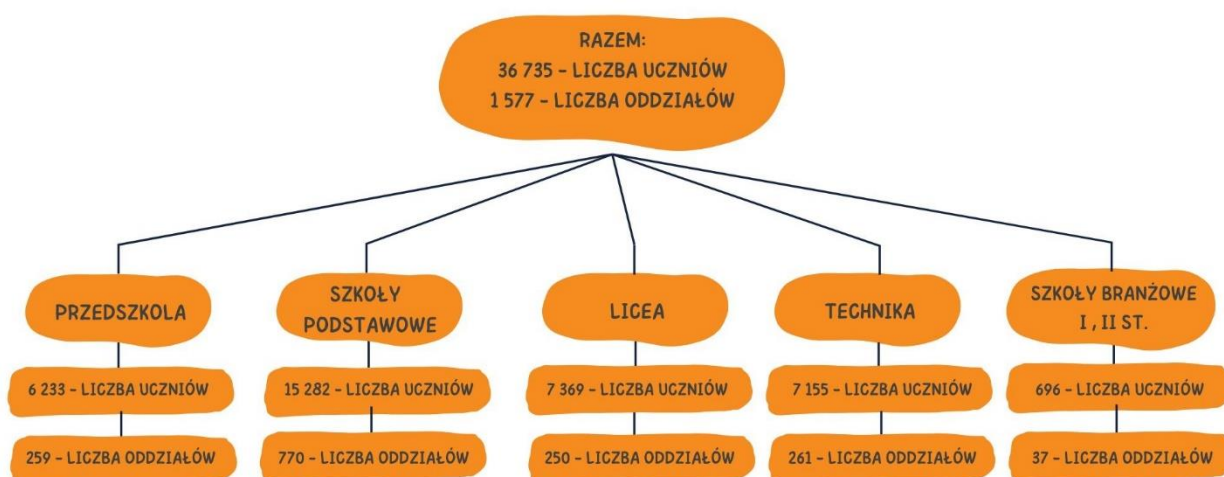 RAZEM:
36 735 - LICZBA UCZNIÓW
1 577 - LICZBA ODDZIAŁÓW
PRZEDSZKOLA
6 233 - LICZBA UCZNIÓW
259 - LICZBA ODDZIAŁÓW
SZKOŁY
PODSTAWOWE
15 282 - LICZBA UCZNIÓW
770 - LICZBA ODDZIAŁÓW
LICEA
7 369 - LICZBA UCZNIÓW
250 - LICZBA ODDZIAŁÓW
TECHNIKA
7 155 - LICZBA UCZNIÓW
261 - LICZBA ODDZIAŁÓW
SZKOŁY BRANŻOWE
I , II ST.
696 - LICZBA UCZNIÓW
37 - LICZBA ODDZIAŁÓW